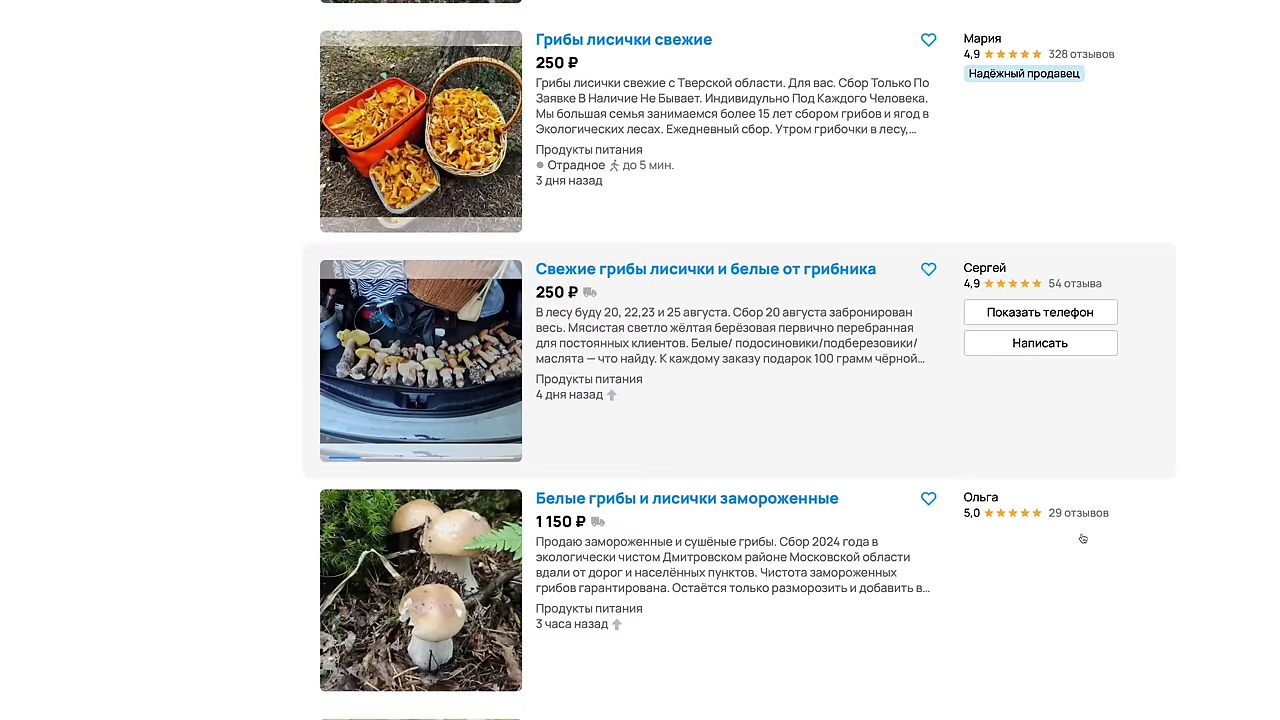 Грибы лисички свежие
250 ₽
Грибы лисички свежие с Тверской области. Для вас. Сбор Только По
Заявке В Наличие Не Бывает. Индивидульно Под Каждого Человека.
Мы большая семья занимаемся более 15 лет сбором грибов и ягод в
Экологических лесах. Ежедневный сбор. Утром грибочки в лесу,...
Продукты питания
Отрадное до 5 мин.
3 дня назад
Мария
4,9 328 отзывов
Надёжный продавец
Свежие грибы лисички и белые от грибника
250 ₽
В лесу буду 20, 22,23 и 25 августа. Сбор 20 августа забронирован
весь. Мясистая светло жёлтая берёзовая первично перебранная
для постоянных клиентов. Белые/ подосиновики/подберезовики/
маслята — что найду. К каждому заказу подарок 100 грамм чёрной...
Продукты питания
4 дня назад
Сергей
4,9 54 отзыва
Показать телефон
Написать
Белые грибы и лисички замороженные
1 150 ₽
Продаю замороженные и сушёные грибы. Сбор 2024 года в
экологически чистом Дмитровском районе Московской области
вдали от дорог и населённых пунктов. Чистота замороженных
грибов гарантирована. Остаётся только разморозить и добавить в...
Продукты питания
3 часа назад
Ольга
5,0 29 отзывов